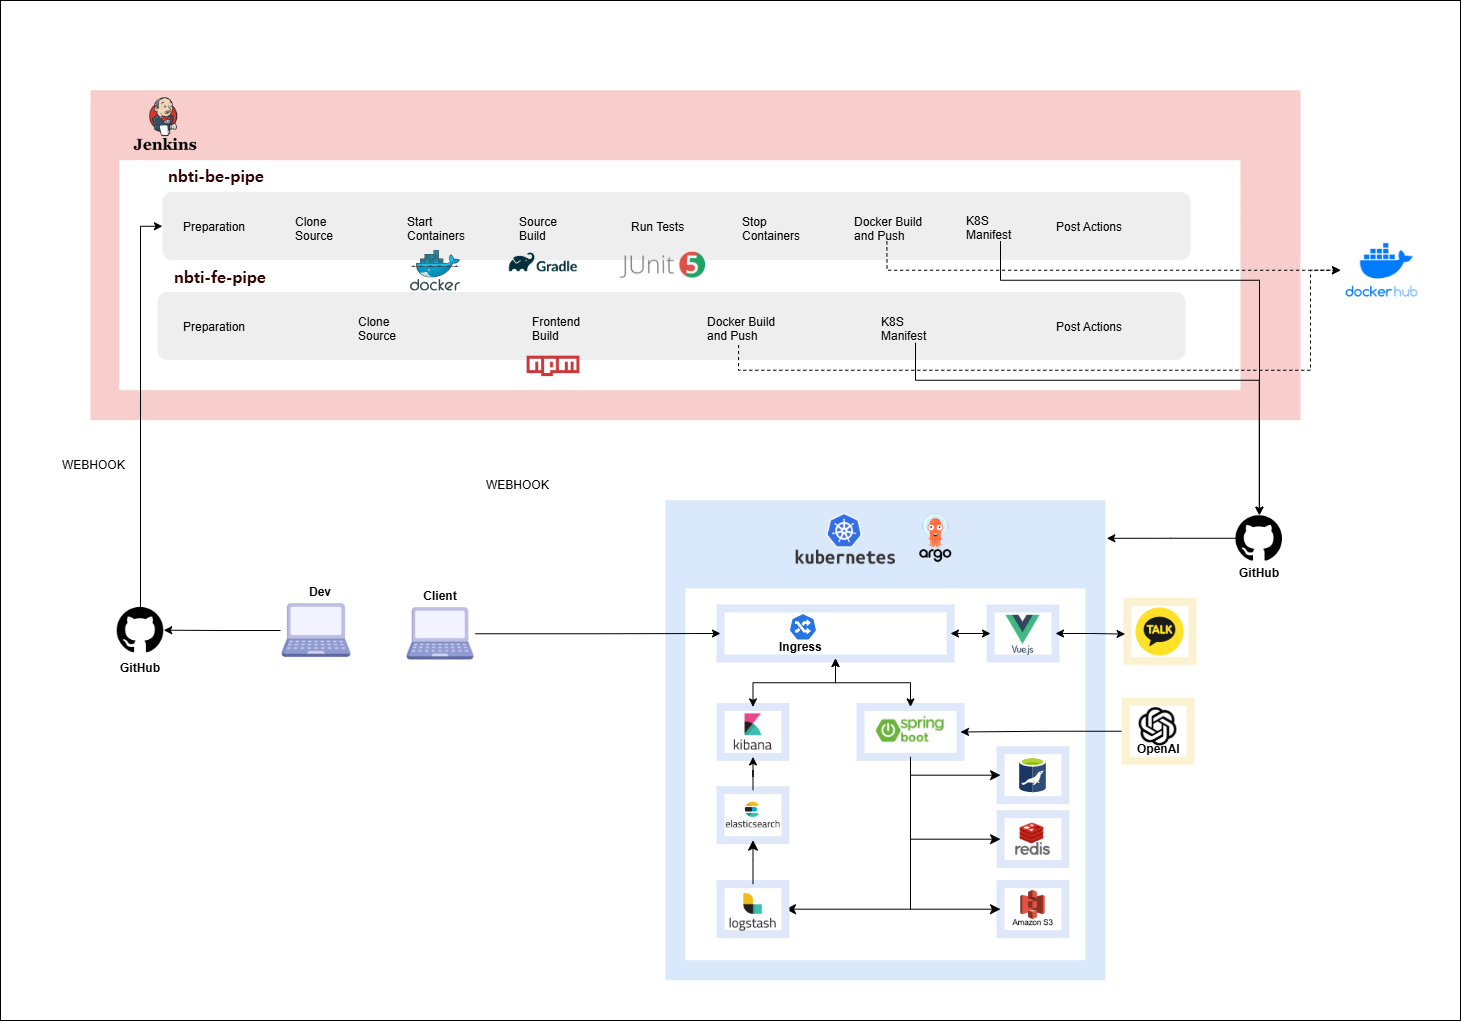 Jenkins
nbti-be-pipe
Preparation
Clone
Source
Start
Containers
Source
Build
Run Tests
Stop
Containers
Docker Build
and Push
K8S
Manifest
Post Actions
docker
Gradle
JUnit 5
nbti-fe-pipe
Preparation
Clone
Source
Frontend
Build
Docker Build
and Push
K8S
Manifest
Post Actions
npm
dockerhub
WEBHOOK
WEBHOOK
kubernetes
argo
GitHub
Dev
Client
GitHub
Ingress
Vue.js
TALK
kibana
spring
boot
OpenAI
elasticsearch
redis
logstash
Amazon S3